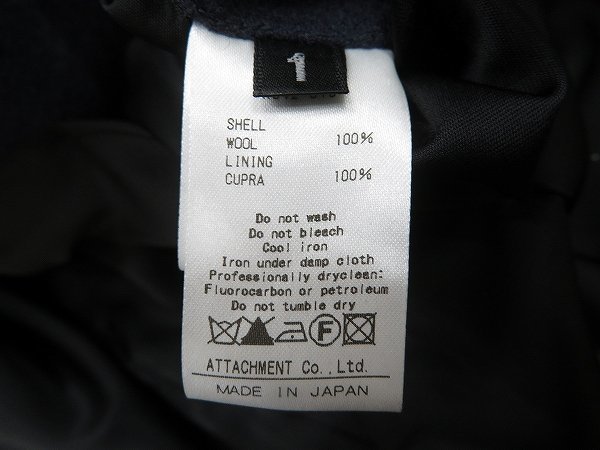 1
SHELL
WOOL 100%
LINING
CUPRA 100%
Do not wash
Do not bleach
Cool iron
Iron under damp cloth
Professionally dryclean:
Fluorocarbon or petroleum
Do not tumble dry
F
ATTACHMENT Co.,Ltd.
MADE IN JAPAN